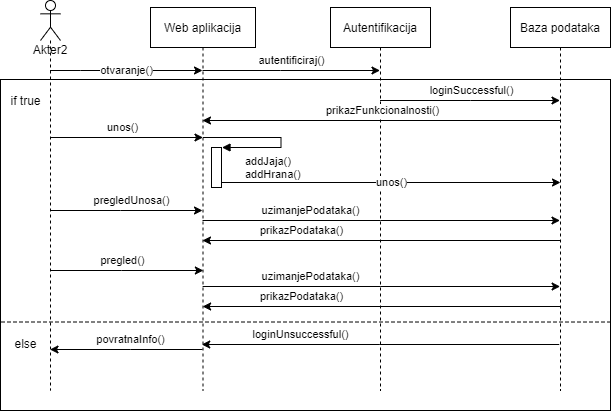 Web aplikacija
Autentifikacija
Baza podataka
Akter2
otvaranje()
autentificiraj()
if true
loginSuccessful()
prikazFunkcionalnosti()
unos()
addJaja()
addHrana()
unos()
pregledUnosa()
uzimanjePodataka()
prikazPodataka()
pregled()
uzimanjePodataka()
prikazPodataka()
else
loginUnsuccessful()
povratnaInfo()